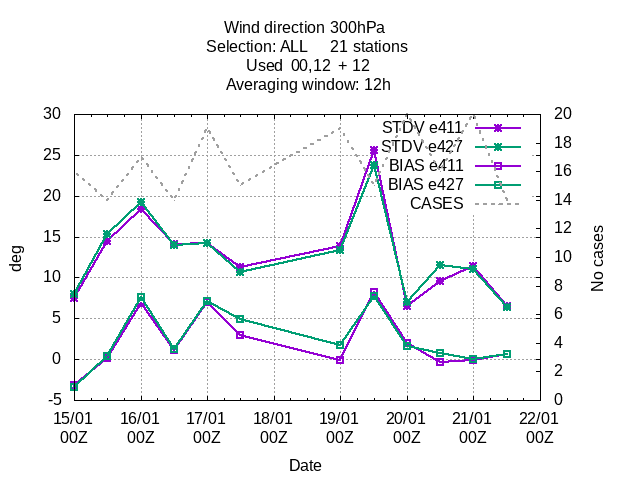 Wind direction 300hPa
Selection: ALL 21 stations
Used 00,12 + 12
Averaging window: 12h
STDV e411
STDV e427
BIAS e411
BIAS e427
CASES
30
25
20
15
10
5
0
-5
deg
20
18
16
14
12
10
8
6
4
2
0
No cases
15/01 16/01 17/01 18/01 19/01 20/01 21/01 22/01
00Z 00Z 00Z 00Z 00Z 00Z 00Z 00Z
Date